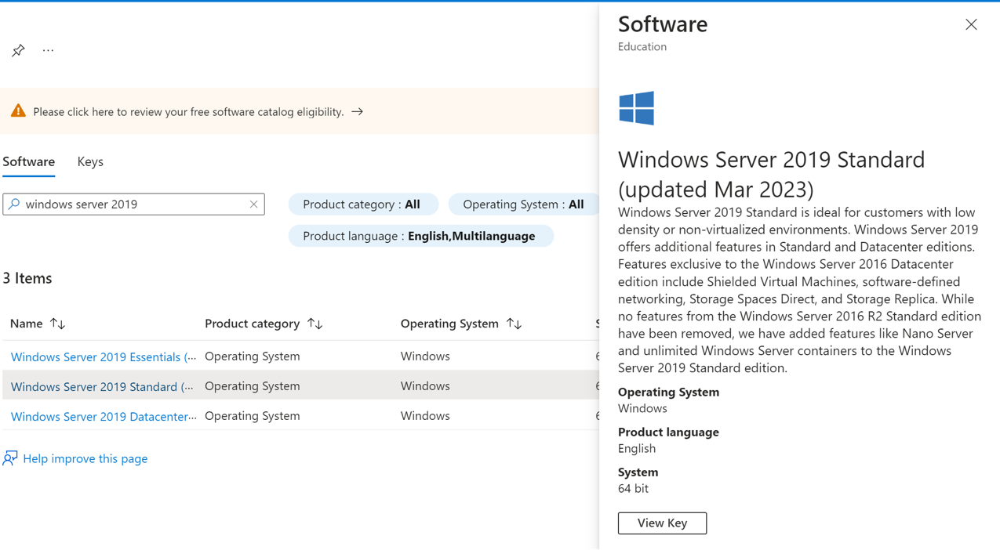 ...
Please click here to review your free software catalog eligibility. →
Software Keys
windows server 2019
Product category : All
Operating System : All
Product language : English,Multilanguage
3 Items
Name ↑↓ Product category ↑↓ Operating System ↑↓ S
Windows Server 2019 Essentials (... Operating System Windows 6
Windows Server 2019 Standard (... Operating System Windows 6
Windows Server 2019 Datacenter... Operating System Windows 6
Help improve this page
Software
Education
Windows Server 2019 Standard
(updated Mar 2023)
Windows Server 2019 Standard is ideal for customers with low
density or non-virtualized environments. Windows Server 2019
offers additional features in Standard and Datacenter editions.
Features exclusive to the Windows Server 2016 Datacenter
edition include Shielded Virtual Machines, software-defined
networking, Storage Spaces Direct, and Storage Replica. While
no features from the Windows Server 2016 R2 Standard edition
have been removed, we have added features like Nano Server
and unlimited Windows Server containers to the Windows
Server 2019 Standard edition.
Operating System
Windows
Product language
English
System
64 bit
View Key